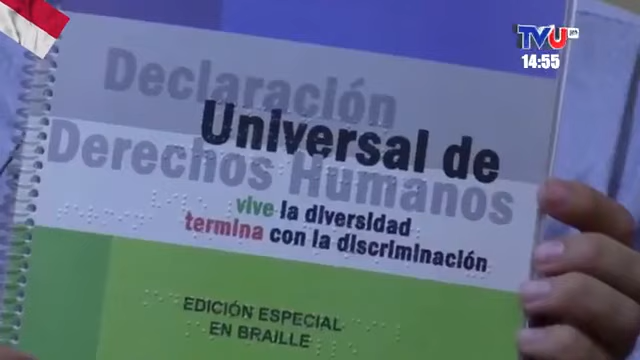 TVU
14:55
Declaración
Universal de
Derechos Humanos
vive la diversidad
termina con la discriminación
EDICIÓN ESPECIAL
EN BRAILLE